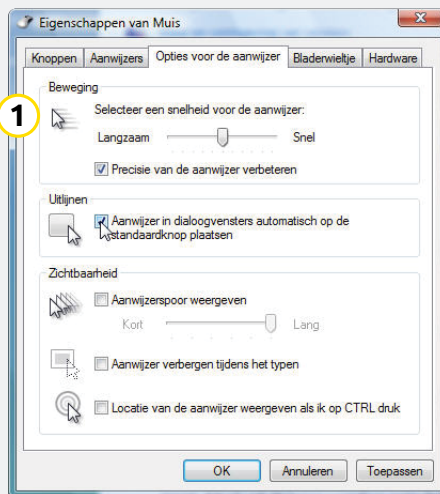 Eigenschappen van Muis
Knoppen Aanwijzers Opties voor de aanwijzer Bladerwieltje Hardware
Beweging
1
Selecteer een snelheid voor de aanwijzer:
Langzaam Snel
Precisie van de aanwijzer verbeteren
Uitlijnen
Aanwijzer in dialoogvensters automatisch op de
standaardknop plaatsen
Zichtbaarheid
Aanwijzerspoor weergeven
Kort Lang
Aanwijzer verbergen tijdens het typen
Locatie van de aanwijzer weergeven als ik op CTRL druk
OK Annuleren Toepassen